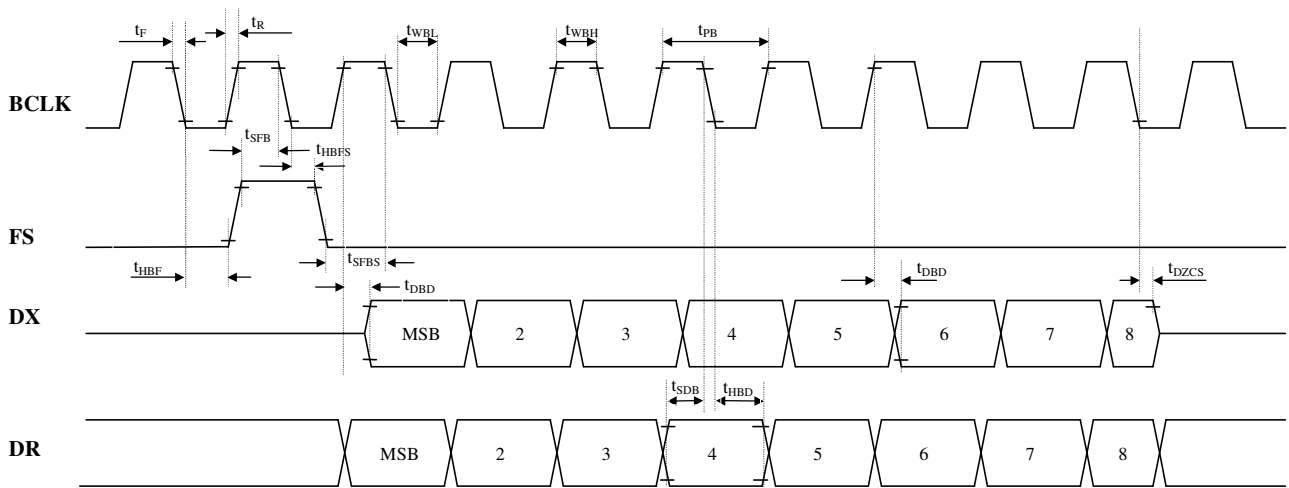 tF tR tWBL tWBH tPB
BCLK
tSFB
tHBFS
FS
tHBF tSFBS
tDBD tDBD tDZCS
DX MSB 2 3 4 5 6 7 8
tSDB tHBD
DR MSB 2 3 4 5 6 7 8